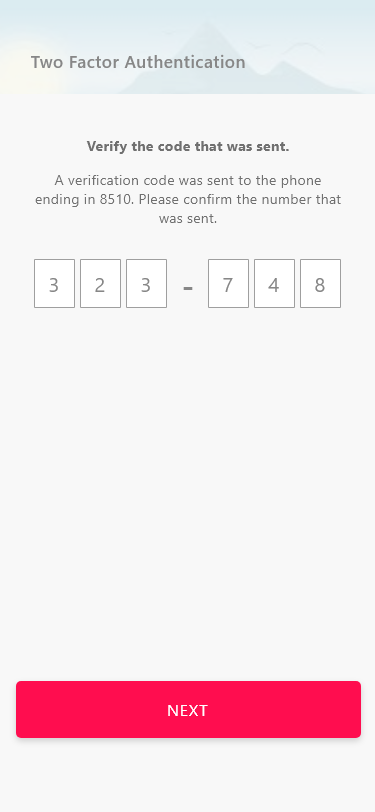 Two Factor Authentication
Verify the code that was sent.
A verification code was sent to the phone
ending in 8510. Please confirm the number that
was sent.
3 2 3 - 7 4 8
NEXT